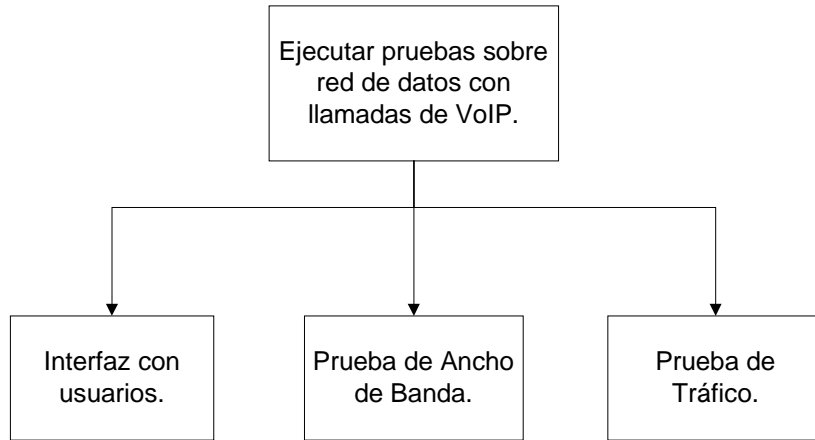 Ejecutar pruebas sobre
red de datos con
llamadas de VoIP.
Interfaz con
usuarios.
Prueba de Ancho
de Banda.
Prueba de
Tráfico.